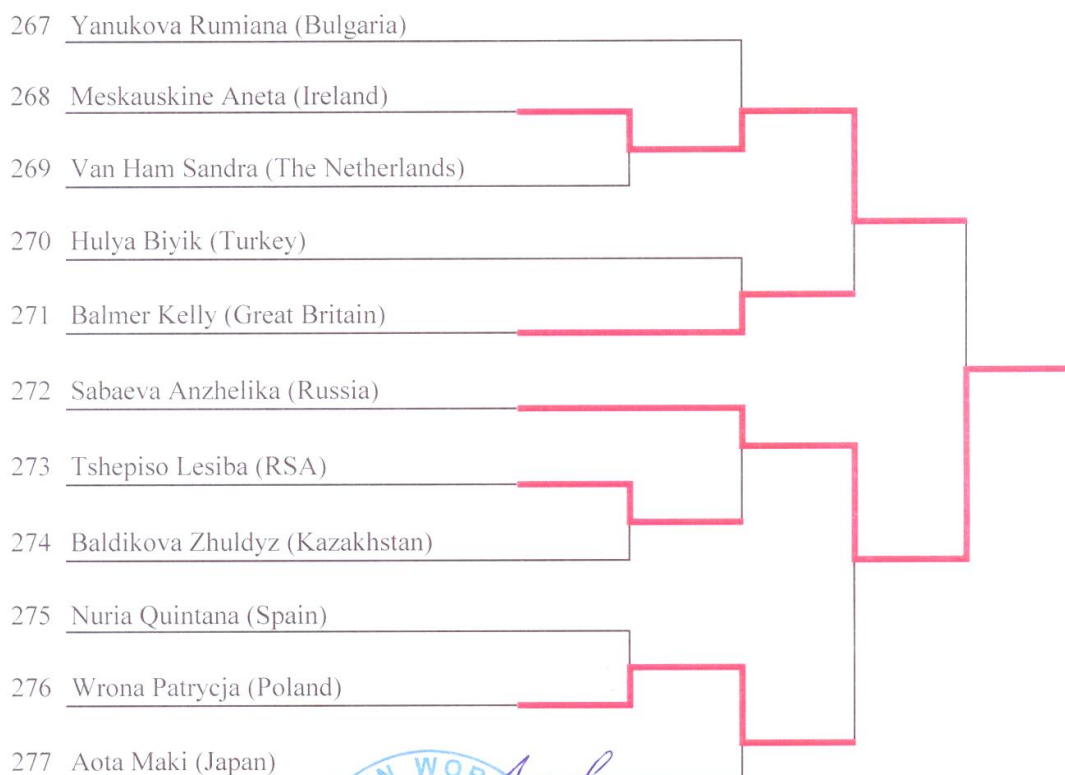 267 Yanukova Rumiana (Bulgaria)
268 Meskauskine Aneta (Ireland)
269 Van Ham Sandra (The Netherlands)
270 Hulya Biyik (Turkey)
271 Balmer Kelly (Great Britain)
272 Sabaeva Anzhelika (Russia)
273 Tshepiso Lesiba (RSA)
274 Baldikova Zhuldyz (Kazakhstan)
275 Nuria Quintana (Spain)
276 Wrona Patrycja (Poland)
277 Aota Maki (Japan)